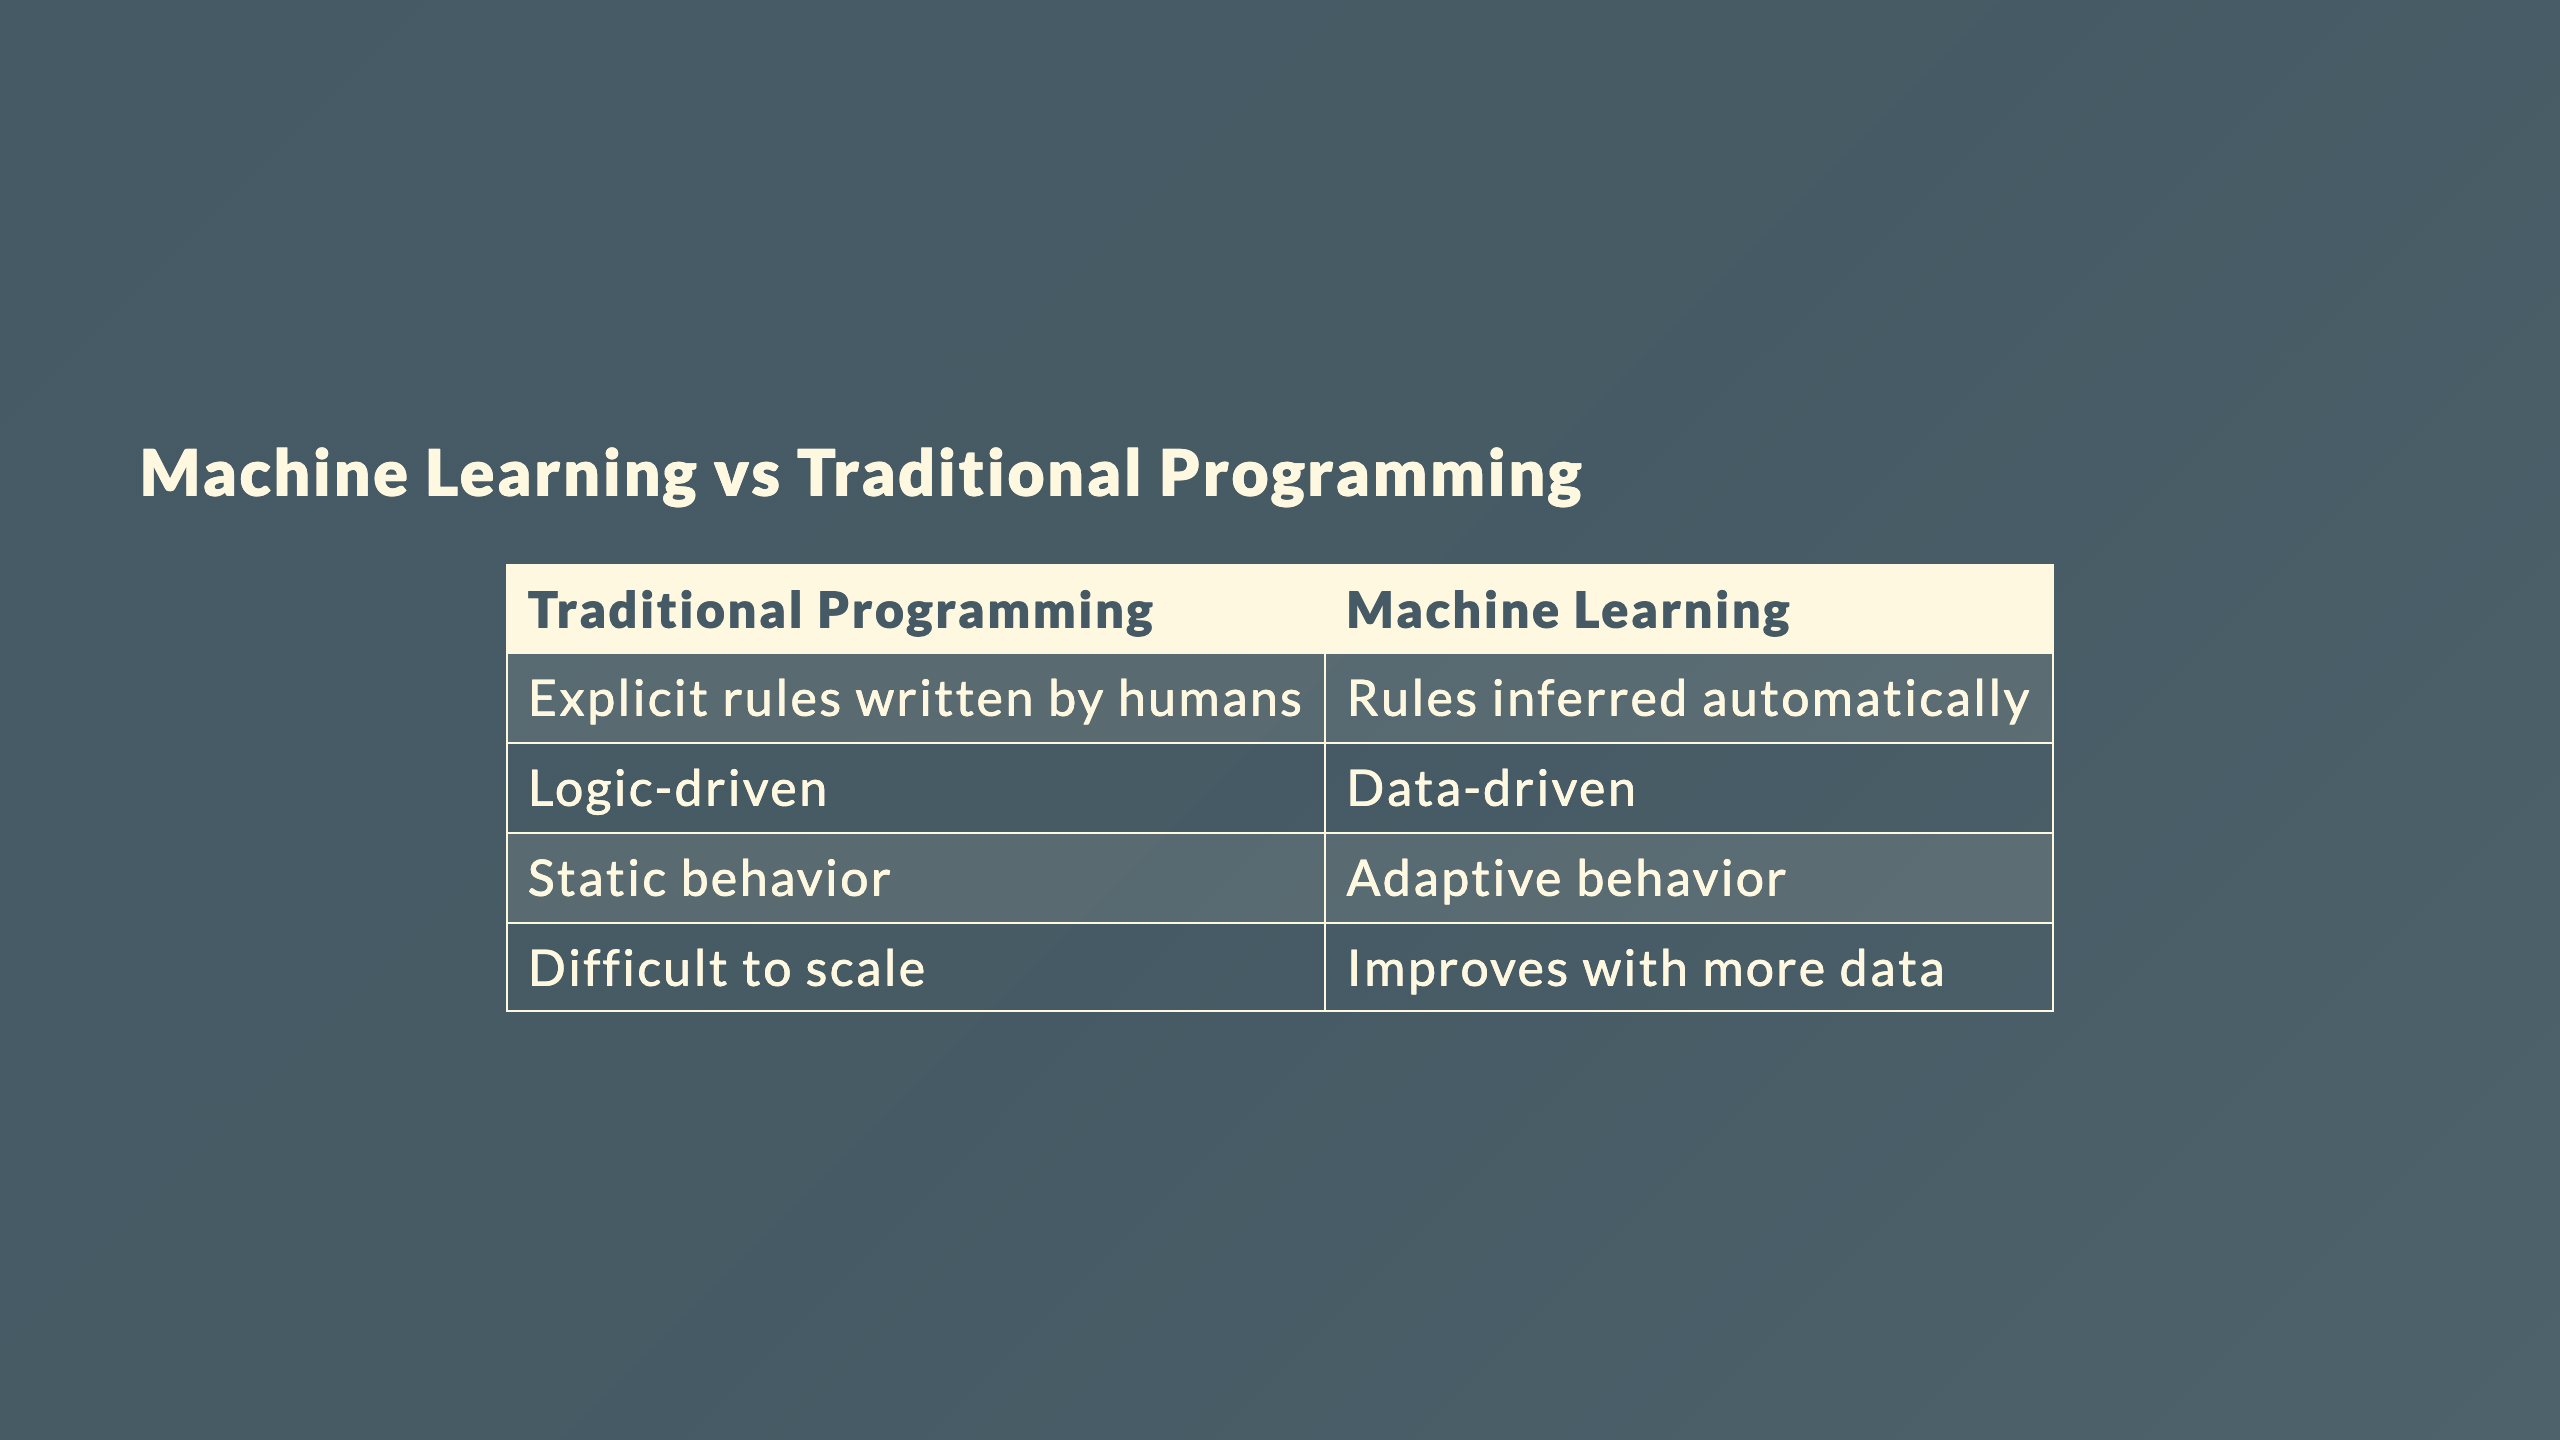 Machine Learning vs Traditional Programming
Traditional Programming Machine Learning
Explicit rules written by humans Rules inferred automatically
Logic-driven Data-driven
Static behavior Adaptive behavior
Difficult to scale Improves with more data